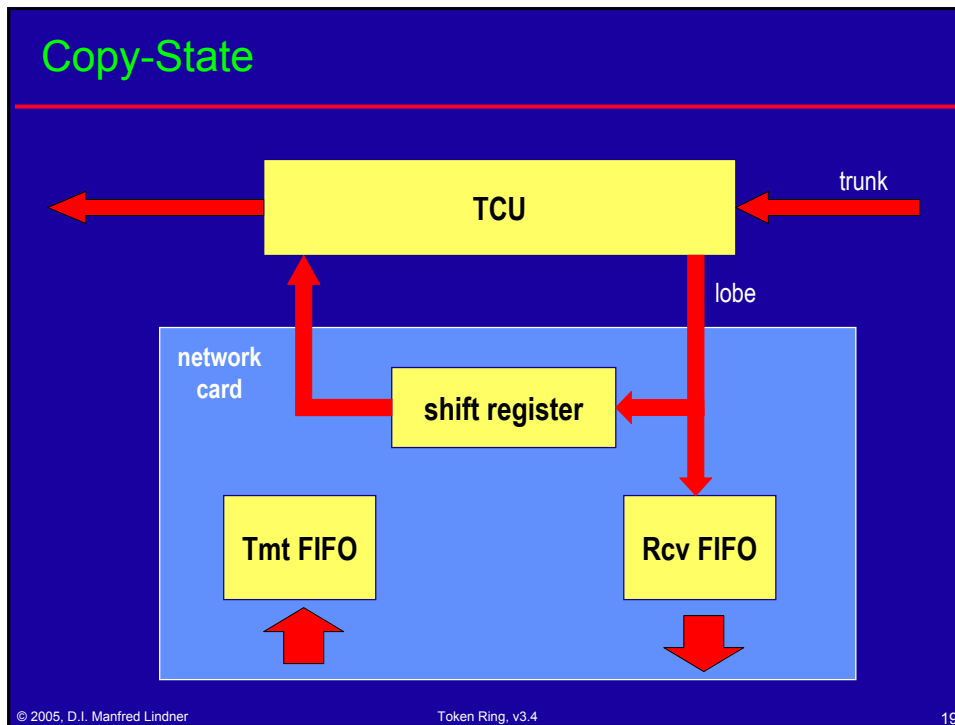 Copy-State
TCU
trunk
lobe
network
card
shift register
Tmt FIFO
Rcv FIFO
© 2005, D.I. Manfred Lindner
Token Ring, v3.4
19